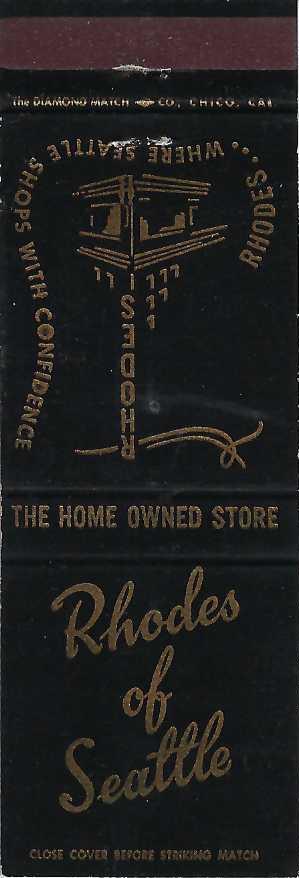 The DIAMOND MATCH CO., CHICO, CAL
RHODES... WHERE SEATTLE SHOPS WITH CONFIDENCE
RHODES
THE HOME OWNED STORE
Rhodes
of
Seattle
CLOSE COVER BEFORE STRIKING MATCH